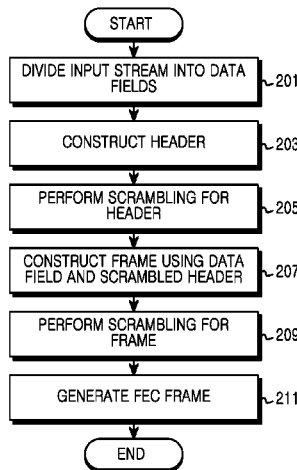 START
DIVIDE INPUT STREAM INTO DATA
FIELDS
201
CONSTRUCT HEADER
203
PERFORM SCRAMBLING FOR
HEADER
205
CONSTRUCT FRAME USING DATA
FIELD AND SCRAMBLED HEADER
207
PERFORM SCRAMBLING FOR
FRAME
209
GENERATE FEC FRAME
211
END